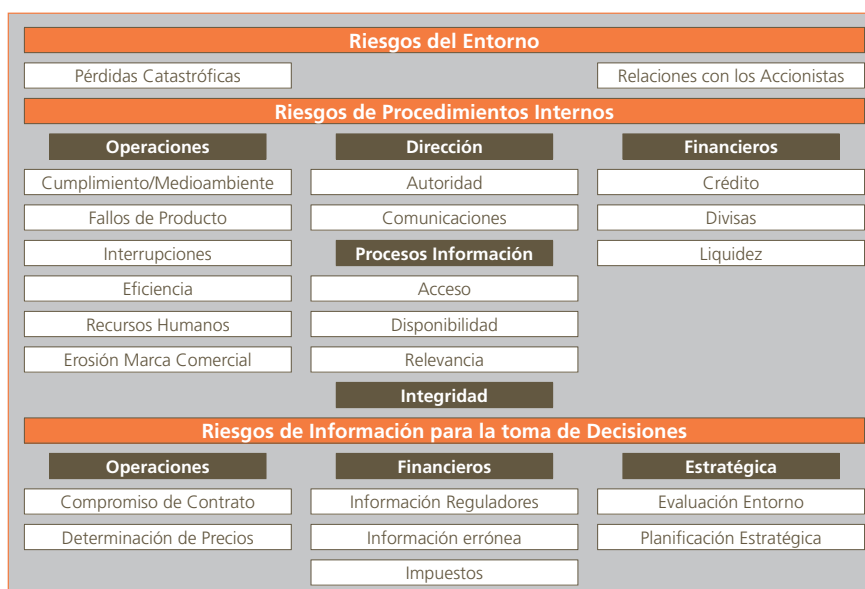 Riesgos del Entorno
Pérdidas Catastróficas
Relaciones con los Accionistas
Riesgos de Procedimientos Internos
Operaciones
Dirección
Financieros
Cumplimiento/Medioambiente
Autoridad
Crédito
Fallos de Producto
Comunicaciones
Divisas
Interrupciones
Procesos Información
Liquidez
Eficiencia
Acceso
Recursos Humanos
Disponibilidad
Erosión Marca Comercial
Relevancia
Integridad
Riesgos de Información para la toma de Decisiones
Operaciones
Financieros
Estratégica
Compromiso de Contrato
Información Reguladores
Evaluación Entorno
Determinación de Precios
Información errónea
Planificación Estratégica
Impuestos